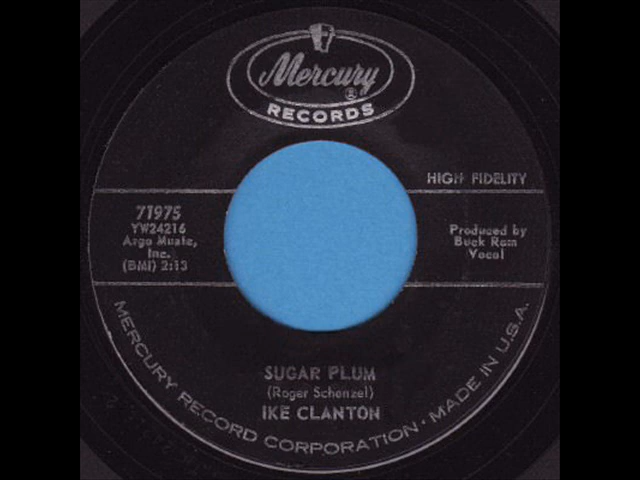 Mercury
®
RECORDS
HIGH FIDELITY
71975
YW24216
Argo Music,
Inc.
(BMI) 2:13
Produced by
Buck Ram
Vocal
SUGAR PLUM
(Roger Schenzel)
IKE CLANTON
MERCURY RECORD CORPORATION • MADE IN U.S.A.